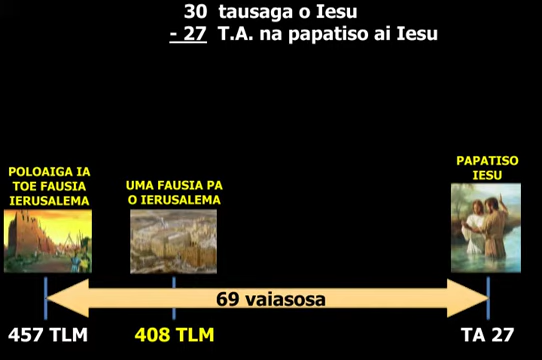 30 tausaga o Iesu
- 27 T.A. na papatiso ai Iesu
POLOAIGA IA
TOE FAUSIA
IERUSALEMA
UMA FAUSIA PA
O IERUSALEMA
PAPATISO
IESU
69 vaiasosa
457 TLM
408 TLM
TA 27